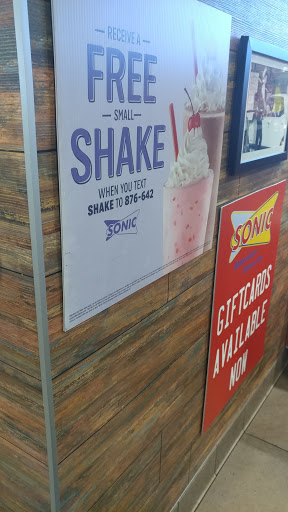 — RECEIVE A —
FREE
— SMALL —
SHAKE
WHEN YOU TEXT
SHAKE TO 876-642
SONIC
SONIC
GIFTCARDS
AVAILABLE
NOW